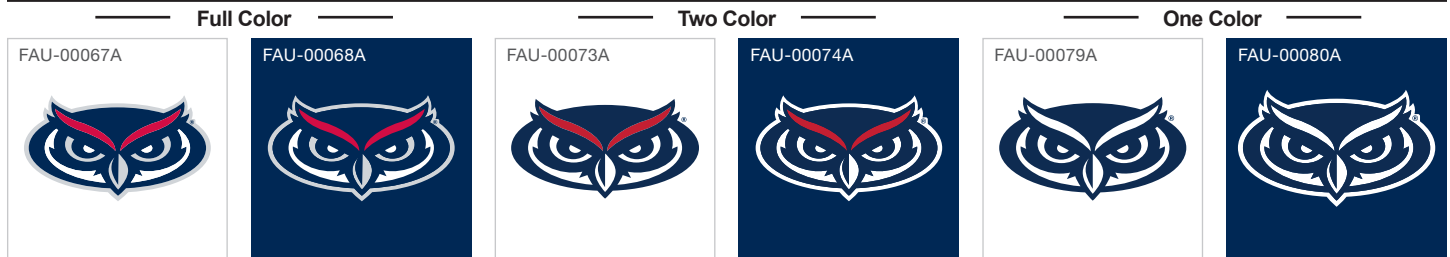 Full Color
Two Color
One Color
FAU-00067A
FAU-00068A
FAU-00073A
FAU-00074A
FAU-00079A
FAU-00080A
®
®
®
®
®
®